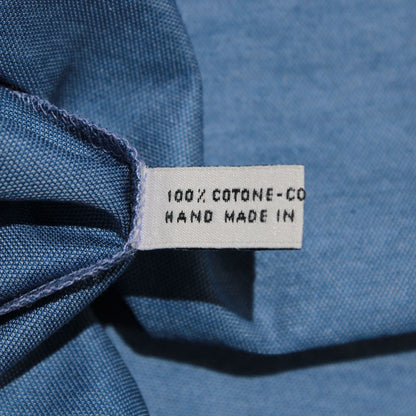 100% COTONE-CO
HAND MADE IN